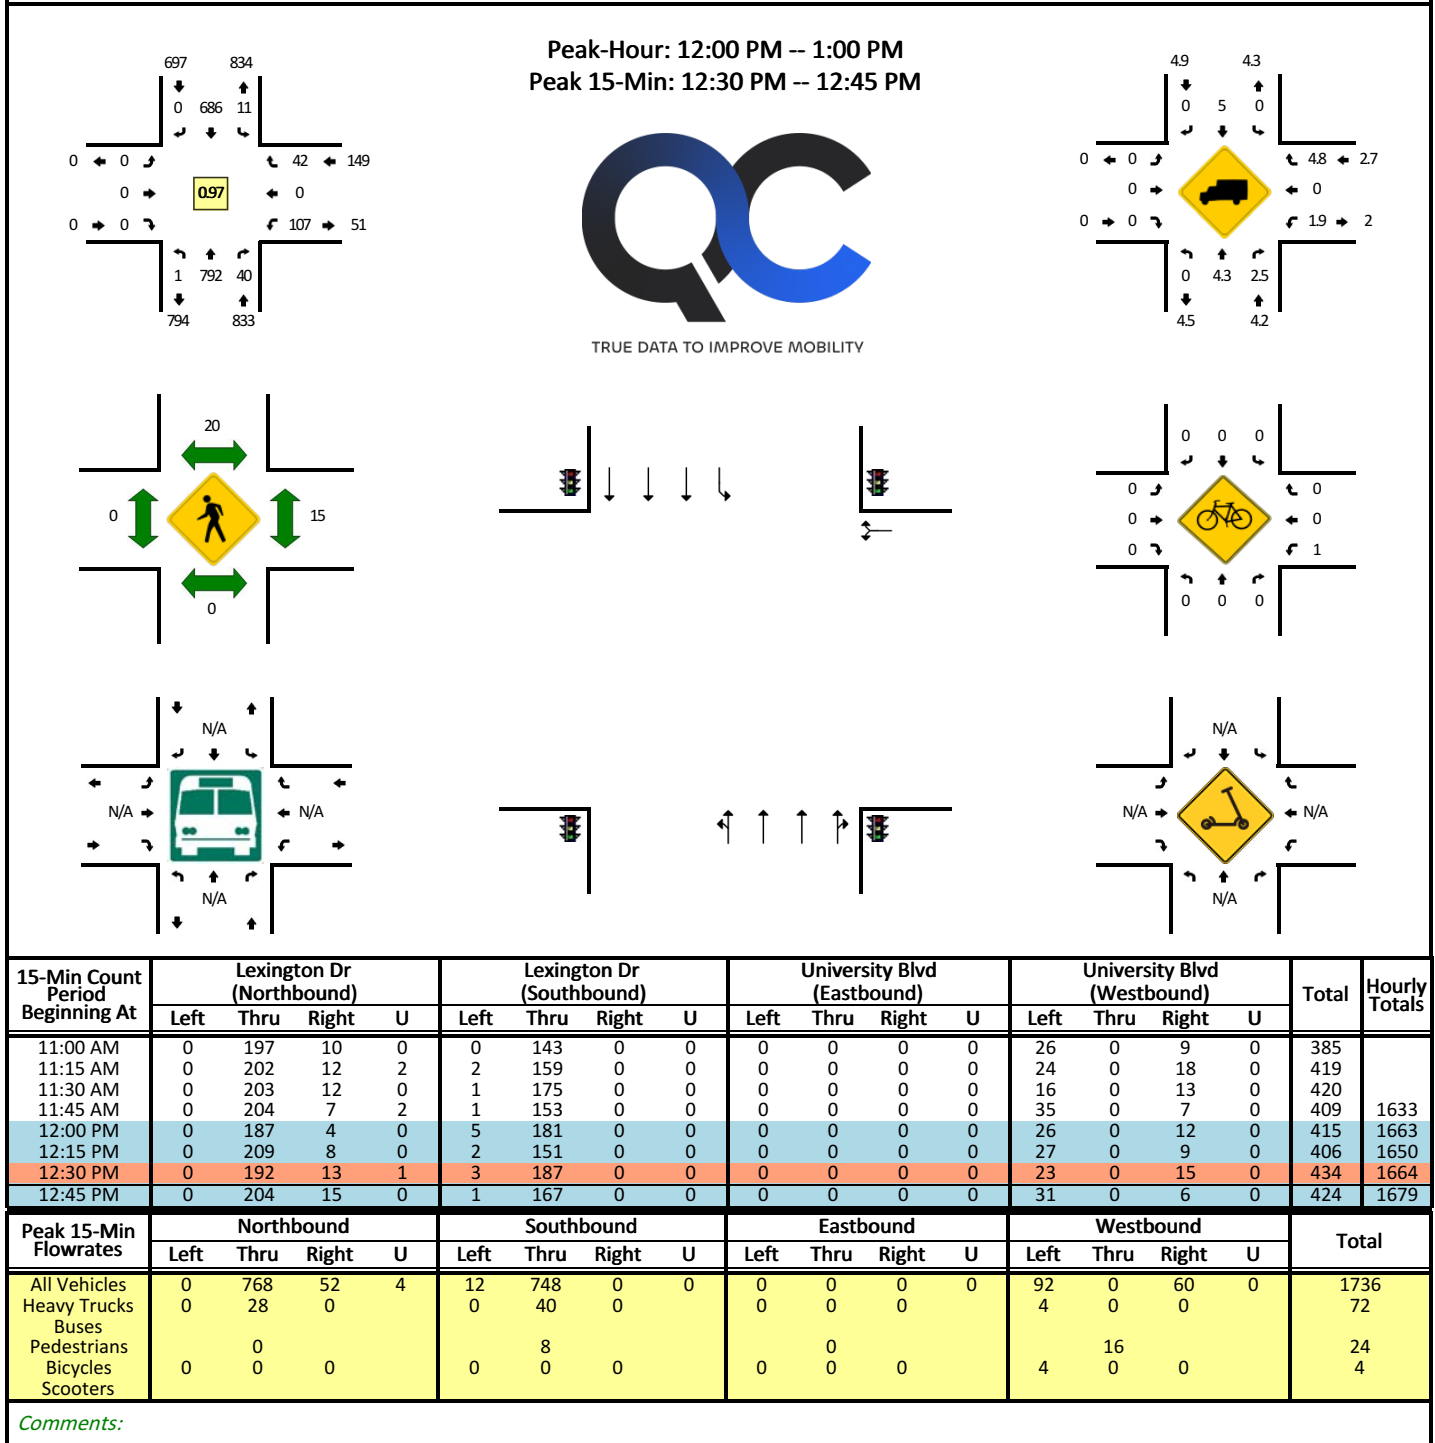 Peak-Hour: 12:00 PM -- 1:00 PM
Peak 15-Min: 12:30 PM -- 12:45 PM
697 834
0 686 11
0 0 42 149
0 0.97 0
0 0 107 51
1 792 40
794 833
QC
TRUE DATA TO IMPROVE MOBILITY
4.9 4.3
0 5 0
0 0 4.8 2.7
0 0
0 0 1.9 2
0 4.3 2.5
4.5 4.2
20
0 15
0
0 0 0
0 0
0 0
0 1
0 0 0
N/A
N/A N/A
N/A
N/A
N/A N/A
N/A
15-Min Count Period Beginning At Lexington Dr (Northbound) Lexington Dr (Southbound) University Blvd (Eastbound) University Blvd (Westbound) Total Hourly Totals
Left Thru Right U Left Thru Right U Left Thru Right U Left Thru Right U
11:00 AM 0 197 10 0 0 143 0 0 0 0 0 0 26 0 9 0 385
11:15 AM 0 202 12 2 2 159 0 0 0 0 0 0 24 0 18 0 419
11:30 AM 0 203 12 0 1 175 0 0 0 0 0 0 16 0 13 0 420
11:45 AM 0 204 7 2 1 153 0 0 0 0 0 0 35 0 7 0 409 1633
12:00 PM 0 187 4 0 5 181 0 0 0 0 0 0 26 0 12 0 415 1663
12:15 PM 0 209 8 0 2 151 0 0 0 0 0 0 27 0 9 0 406 1650
12:30 PM 0 192 13 1 3 187 0 0 0 0 0 0 23 0 15 0 434 1664
12:45 PM 0 204 15 0 1 167 0 0 0 0 0 0 31 0 6 0 424 1679
Peak 15-Min Flowrates Northbound Southbound Eastbound Westbound Total
Left Thru Right U Left Thru Right U Left Thru Right U Left Thru Right U
All Vehicles 0 768 52 4 12 748 0 0 0 0 0 0 92 0 60 0 1736
Heavy Trucks 0 28 0 0 40 0 0 0 0 4 0 0 72
Buses
Pedestrians 0 8 0 16 24
Bicycles 0 0 0 0 0 0 0 0 0 4 0 0 4
Scooters
Comments: